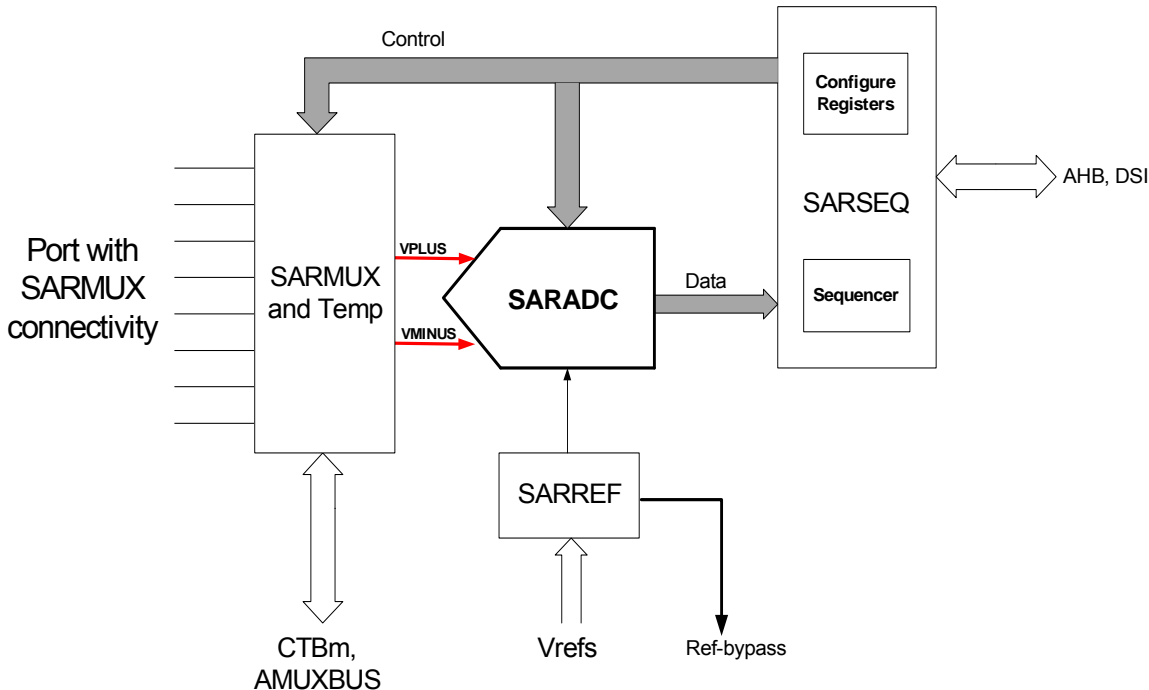 Control
Configure
Registers
SARSEQ
Sequencer
AHB, DSI
Port with
SARMUX
connectivity
SARMUX
and Temp
VPLUS
VMINUS
SARADC
Data
SARREF
CTBm,
AMUXBUS
Vrefs
Ref-bypass